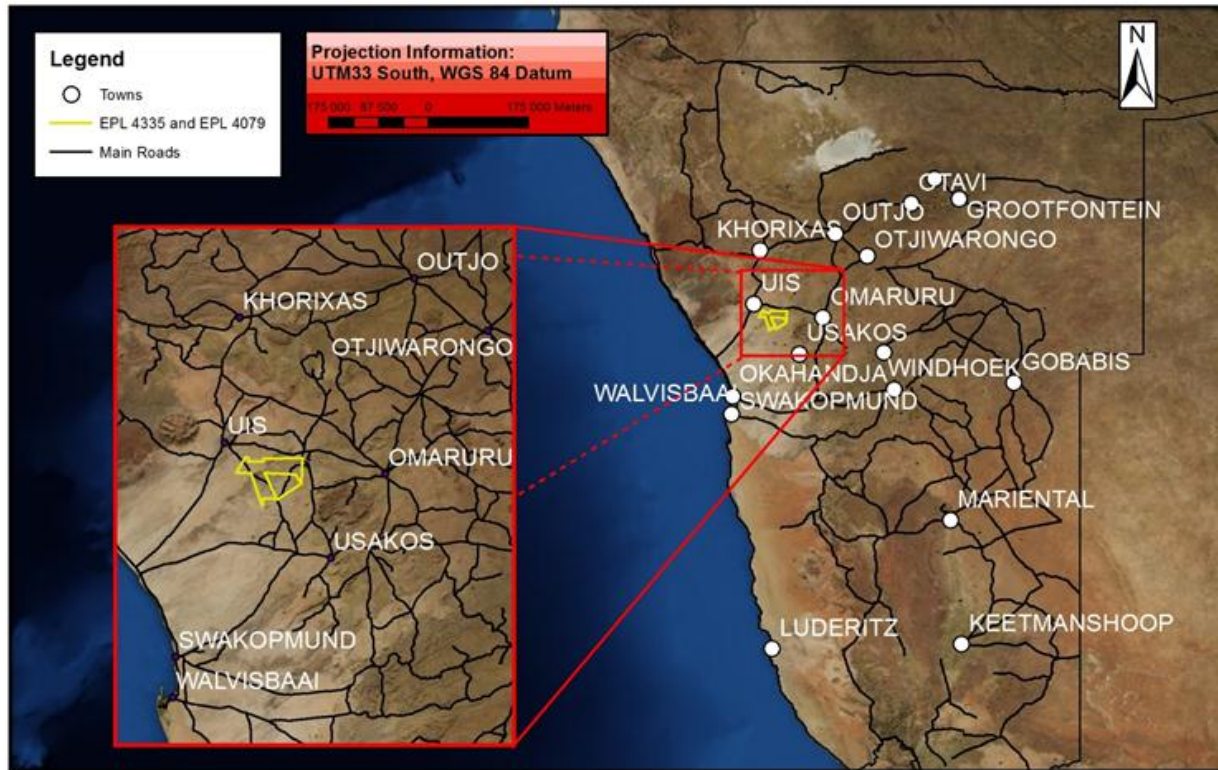 Legend
Towns
EPL 4335 and EPL 4079
Main Roads
Projection Information:
UTM33 South, WGS 84 Datum
175 000 87 500 0 175 000 Meters
N
OTAVI
GROOTFONTEIN
OUTJO
KHORIXAS
OTJIWARONGO
UIS
OMARURU
USAKOS
GOBABIS
WINDHOEK
OKAHANDJA
WALVISBAAI
SWAKOPMUND
MARIENTAL
LUDERITZ
KEETMANSHOOP
OUTJO
KHORIXAS
OTJIWARONGO
UIS
OMARURU
USAKOS
SWAKOPMUND
WALVISBAAI